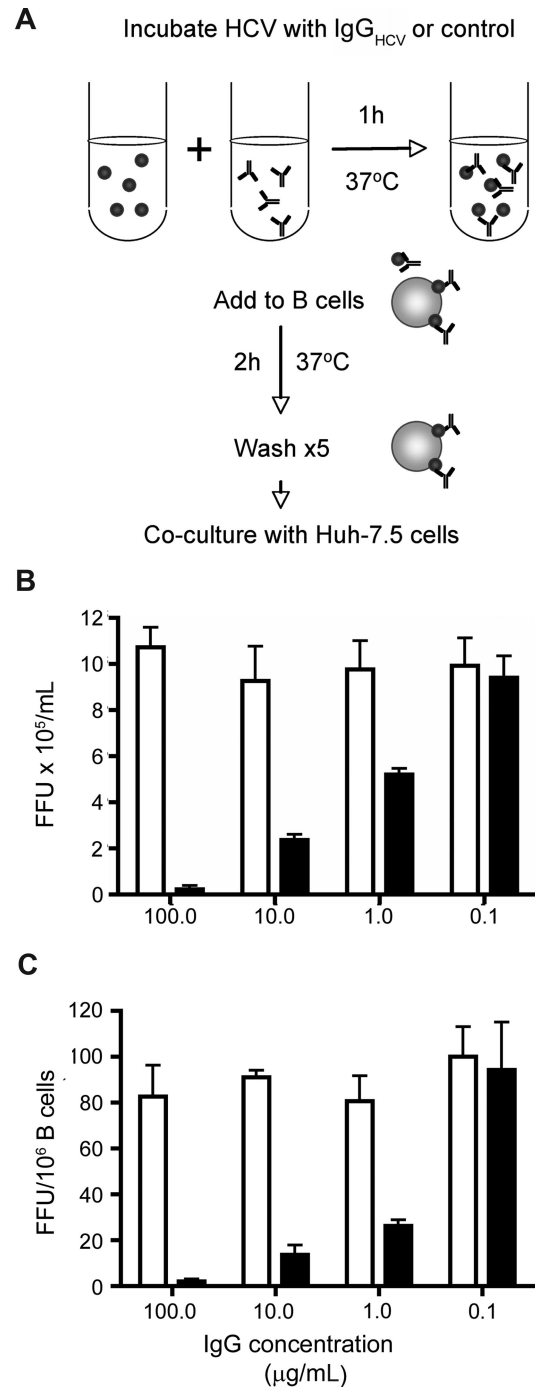 A
Incubate HCV with IgG_HCV or control
+
1h
37ºC
Add to B cells
2h 37ºC
Wash x5
Co-culture with Huh-7.5 cells
B
FFU x 10⁵/mL
12
10
8
6
4
2
0
100.0 10.0 1.0 0.1
C
FFU/10⁶ B cells
120
100
80
60
40
20
0
100.0 10.0 1.0 0.1
IgG concentration
(μg/mL)